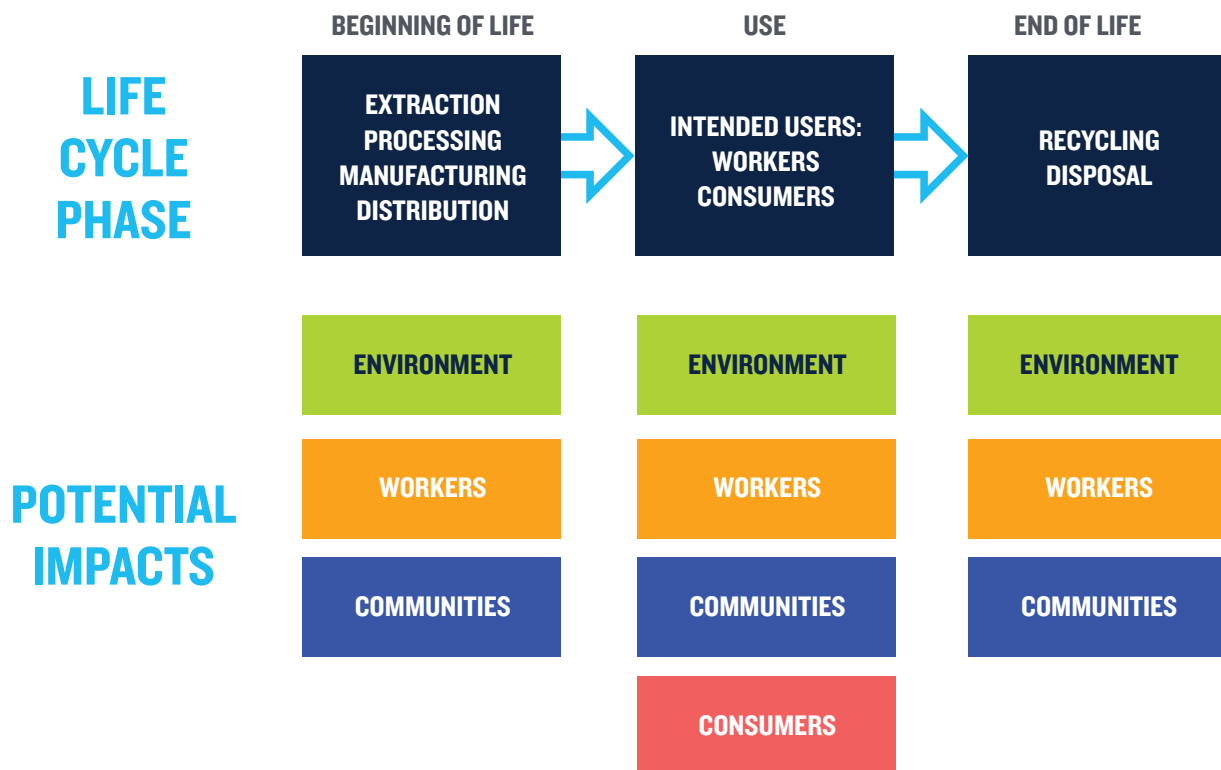 BEGINNING OF LIFE
USE
END OF LIFE
LIFE
CYCLE
PHASE
EXTRACTION
PROCESSING
MANUFACTURING
DISTRIBUTION
INTENDED USERS:
WORKERS
CONSUMERS
RECYCLING
DISPOSAL
POTENTIAL
IMPACTS
ENVIRONMENT
ENVIRONMENT
ENVIRONMENT
WORKERS
WORKERS
WORKERS
COMMUNITIES
COMMUNITIES
COMMUNITIES
CONSUMERS